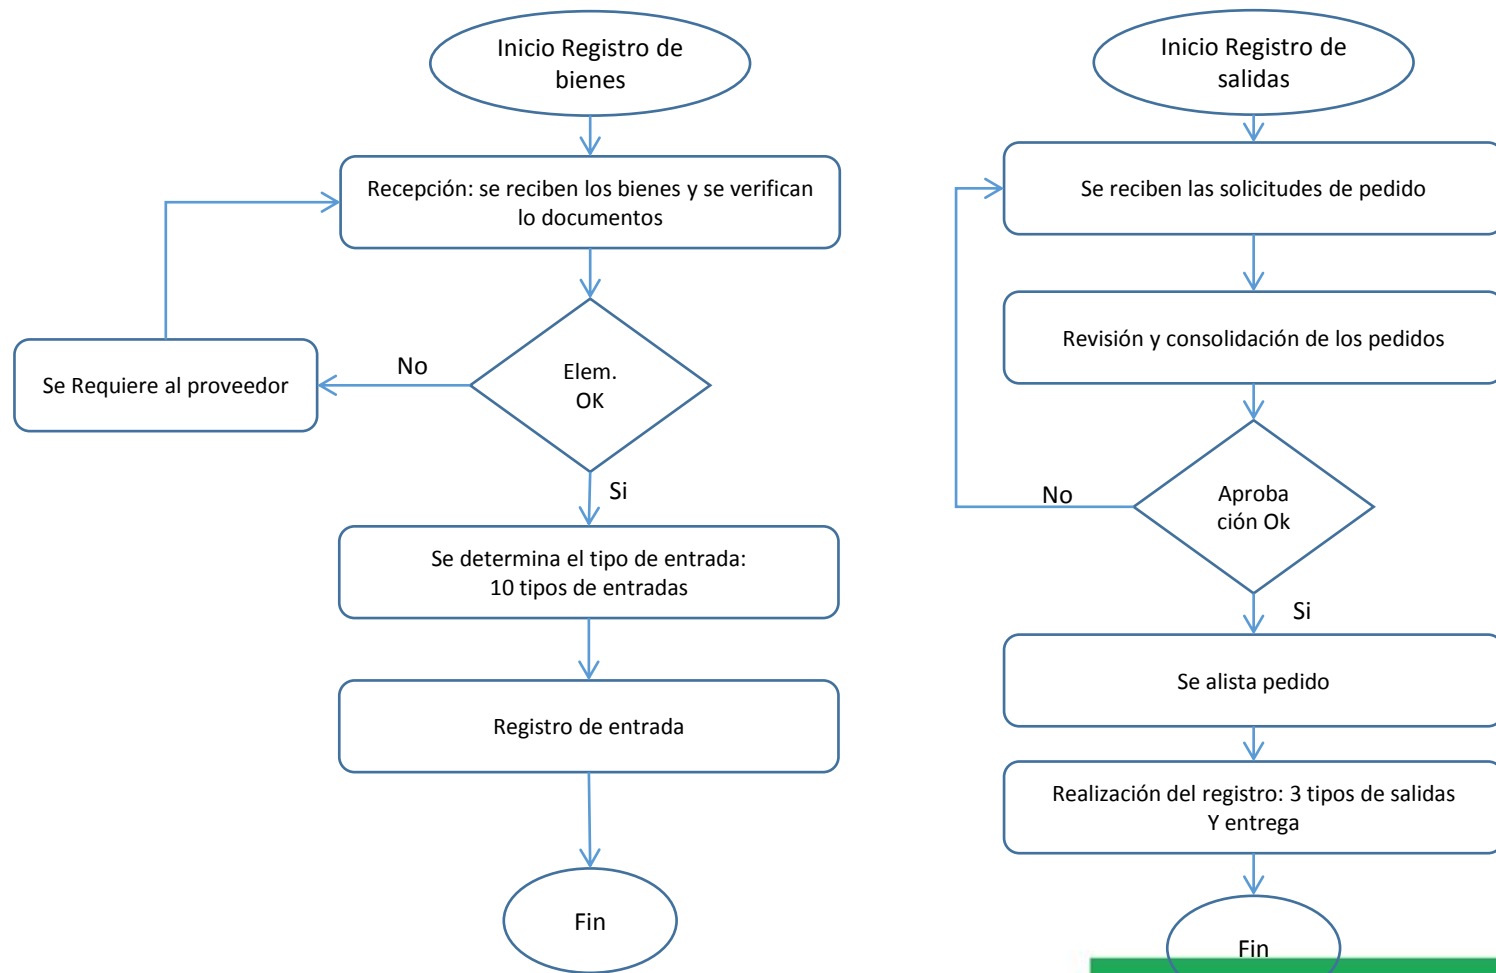 Inicio Registro de
bienes
Recepción: se reciben los bienes y se verifican
lo documentos
No
Se Requiere al proveedor
Elem.
OK
Si
Se determina el tipo de entrada:
10 tipos de entradas
Registro de entrada
Fin
Inicio Registro de
salidas
Se reciben las solicitudes de pedido
Revisión y consolidación de los pedidos
No
Aproba
ción Ok
Si
Se alista pedido
Realización del registro: 3 tipos de salidas
Y entrega
Fin